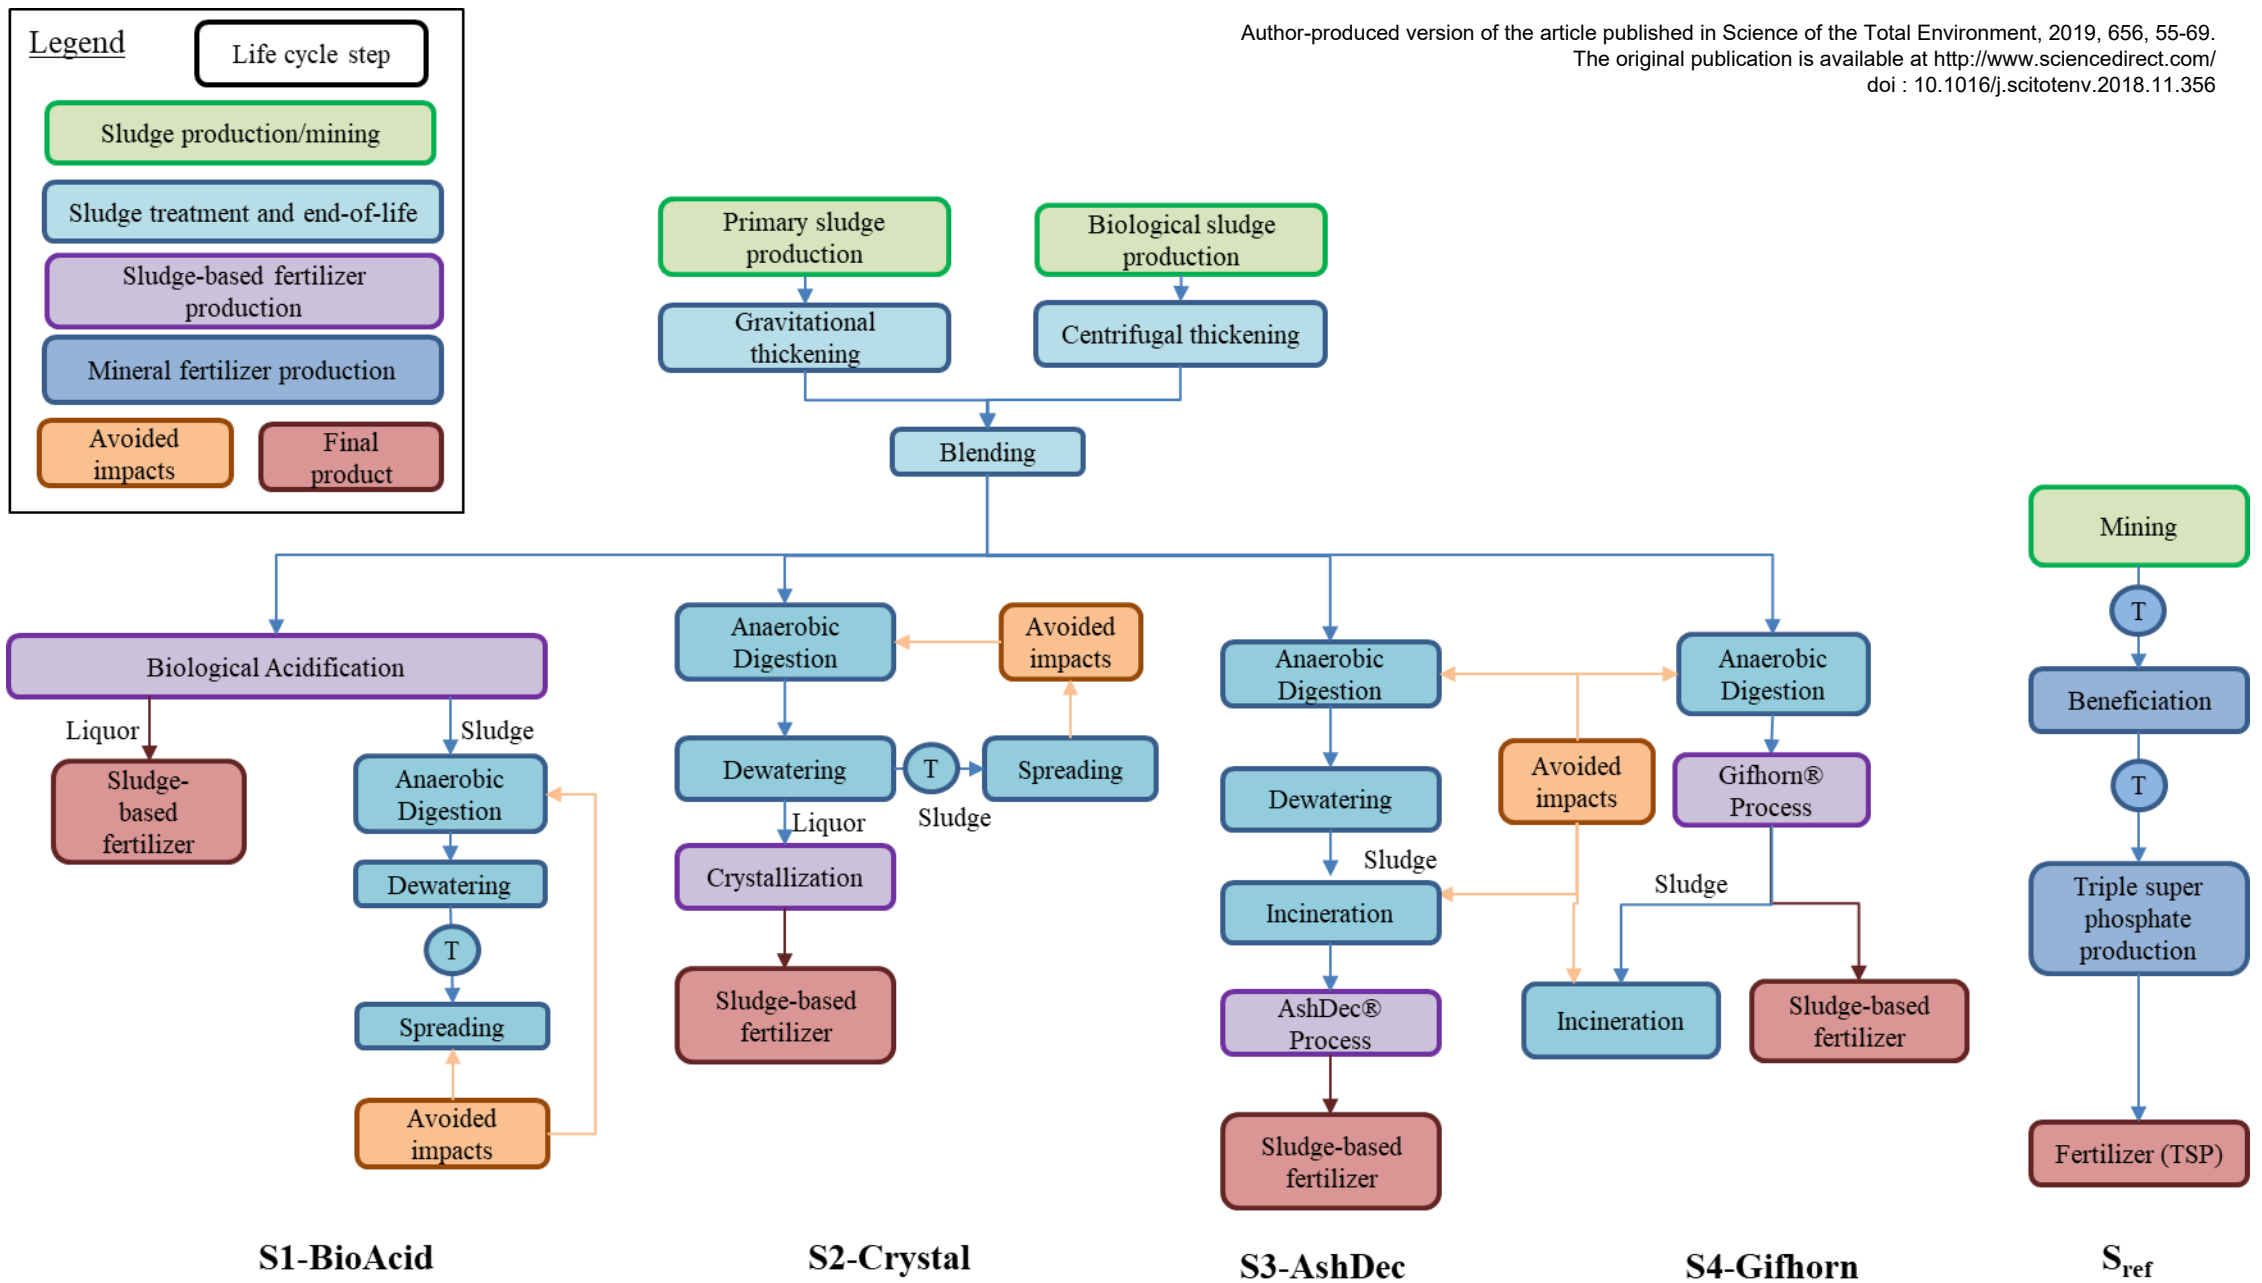 Author-produced version of the article published in Science of the Total Environment, 2019, 656, 55-69.
The original publication is available at http://www.sciencedirect.com/
doi : 10.1016/j.scitotenv.2018.11.356
Legend
Life cycle step
Sludge production/mining
Sludge treatment and end-of-life
Sludge-based fertilizer
production
Mineral fertilizer production
Avoided
impacts
Final
product
Primary sludge
production
Biological sludge
production
Gravitational
thickening
Centrifugal thickening
Blending
Biological Acidification
Liquor
Sludge
Sludge-
based
fertilizer
Anaerobic
Digestion
Dewatering
T
Spreading
Avoided
impacts
S1-BioAcid
Anaerobic
Digestion
Avoided
impacts
Dewatering
T
Spreading
Sludge
Liquor
Crystallization
Sludge-based
fertilizer
S2-Crystal
Anaerobic
Digestion
Dewatering
Sludge
Incineration
AshDec®
Process
Sludge-based
fertilizer
S3-AshDec
Avoided
impacts
Anaerobic
Digestion
Gifhorn®
Process
Sludge
Incineration
Sludge-based
fertilizer
S4-Gifhorn
Mining
T
Beneficiation
T
Triple super
phosphate
production
Fertilizer (TSP)
Sref